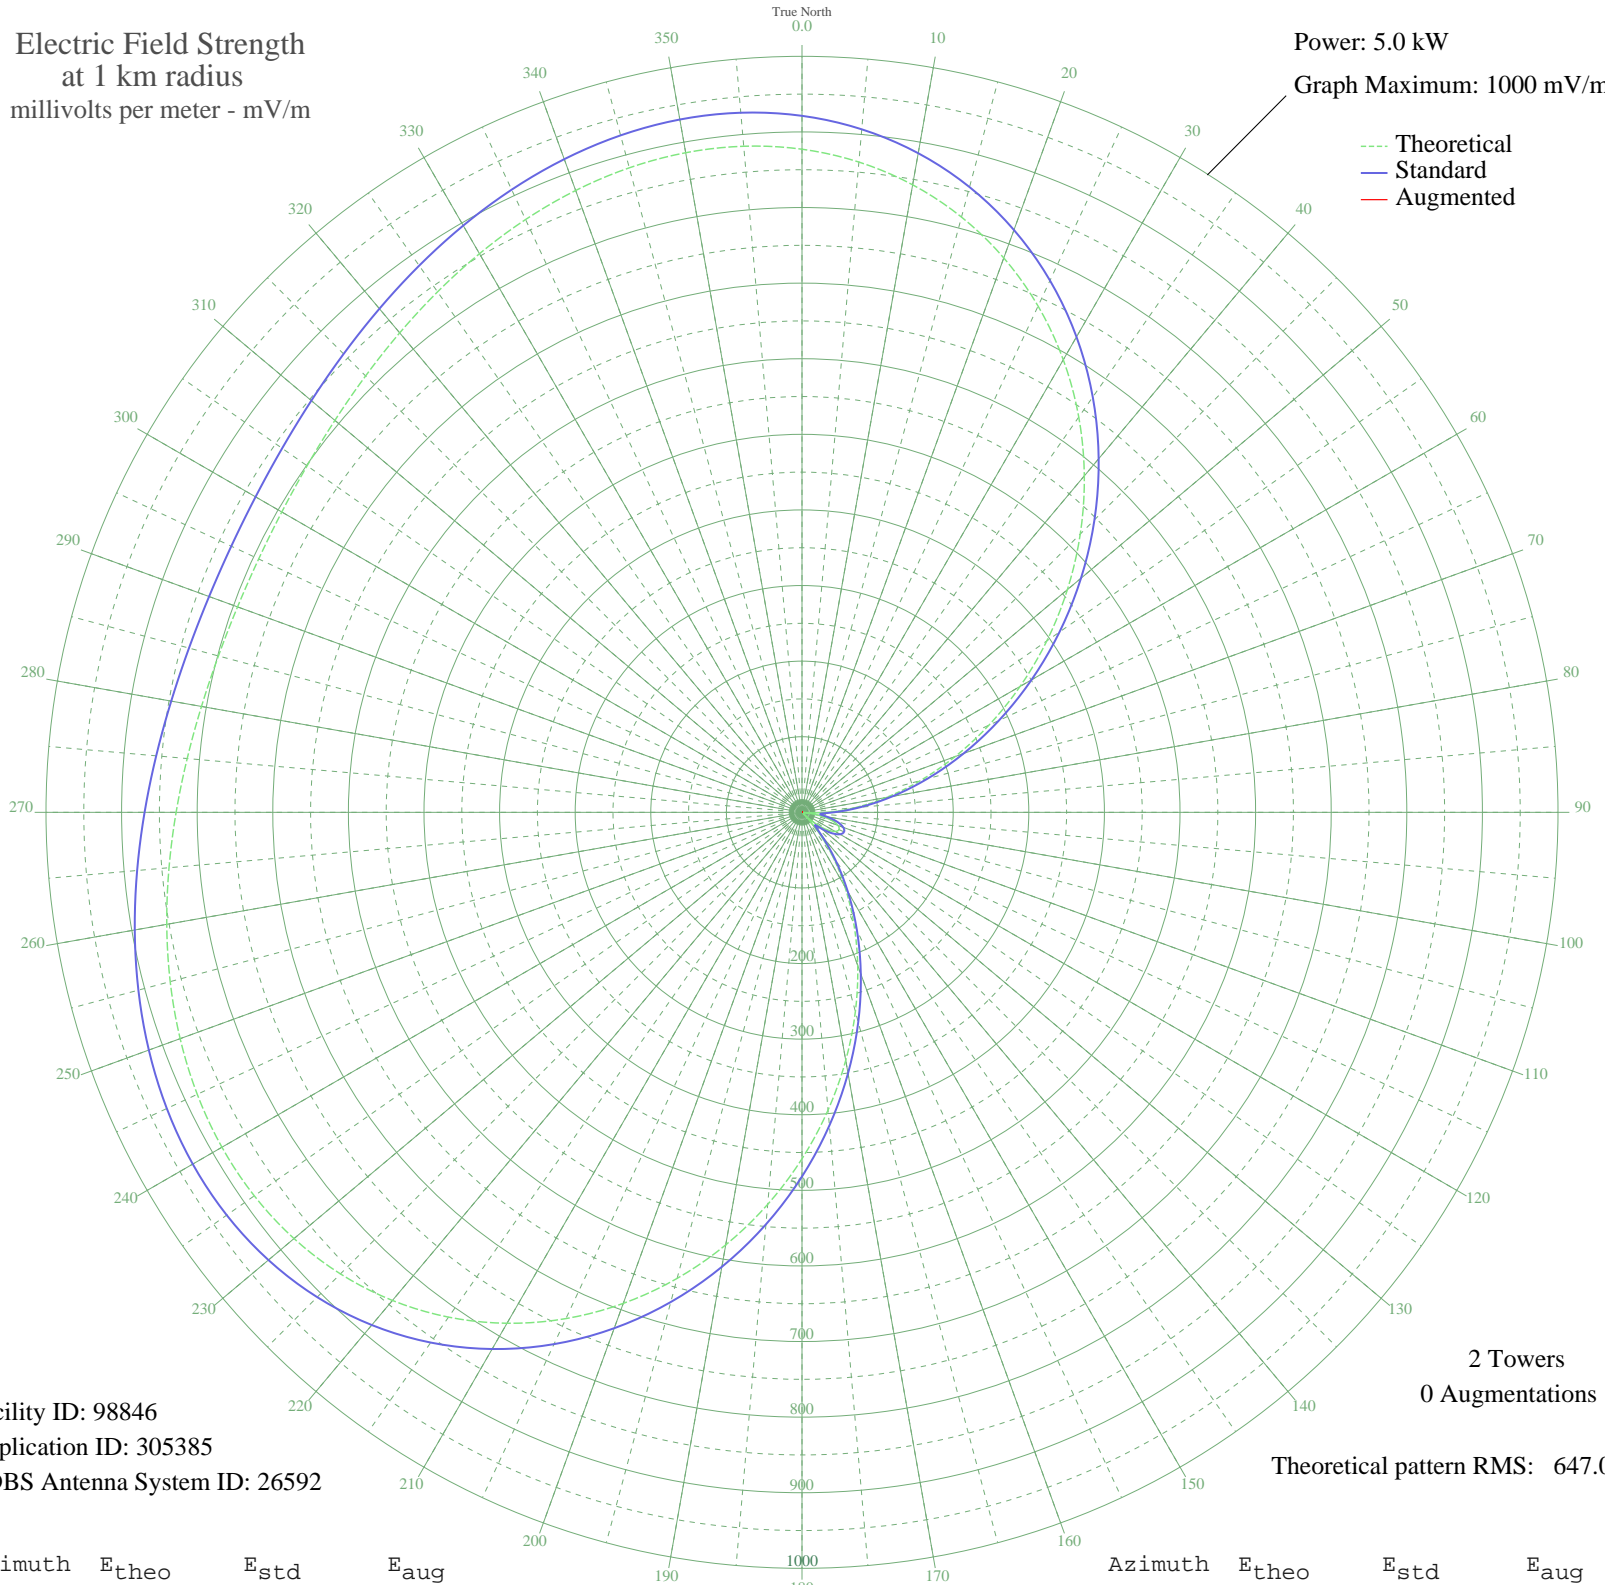 True North
0.0
Electric Field Strength
at 1 km radius
millivolts per meter - mV/m
Power: 5.0 kW
Graph Maximum: 1000 mV/m
Theoretical
Standard
Augmented
350
10
340
20
330
30
320
40
310
50
300
60
290
70
280
80
270
90
260
100
250
110
240
120
230
130
220
140
210
150
200
160
190
170
200
300
400
500
600
700
800
900
1000
2 Towers
0 Augmentations
Theoretical pattern RMS: 647.0
cility ID: 98846
plication ID: 305385
DBS Antenna System ID: 26592
imuth Etheo Estd Eaug
Azimuth Etheo Estd Eaug